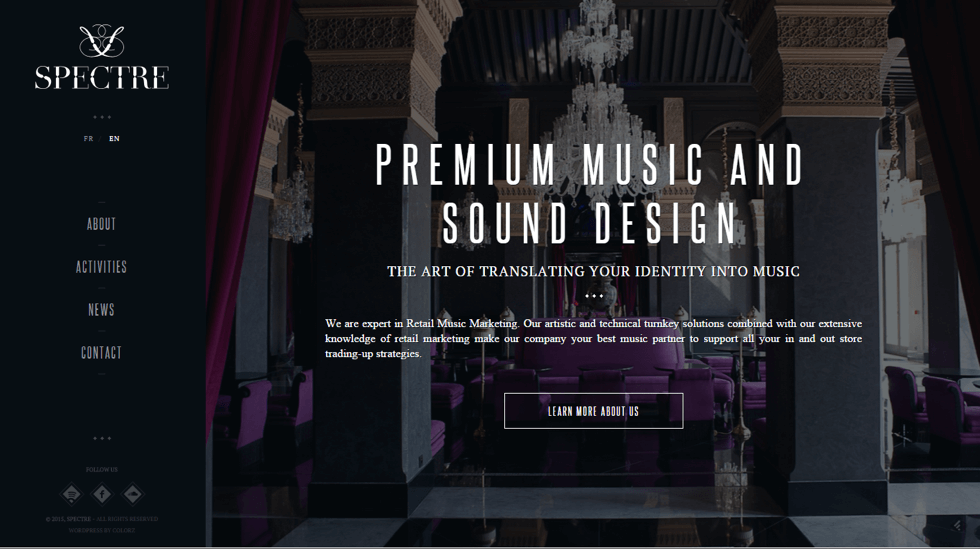 SPECTRE
FR / EN
ABOUT
ACTIVITIES
NEWS
CONTACT
FOLLOW US
© 2013, SPECTRE – ALL RIGHTS RESERVED
WORDPRESS BY
PREMIUM MUSIC AND
SOUND DESIGN
THE ART OF TRANSLATING YOUR IDENTITY INTO MUSIC
We are expert in Retail Music Marketing. Our artistic and technical turnkey solutions combined with our extensive
knowledge of retail marketing make our company your best music partner to support all your in and out store
trading-up strategies.
LEARN MORE ABOUT US